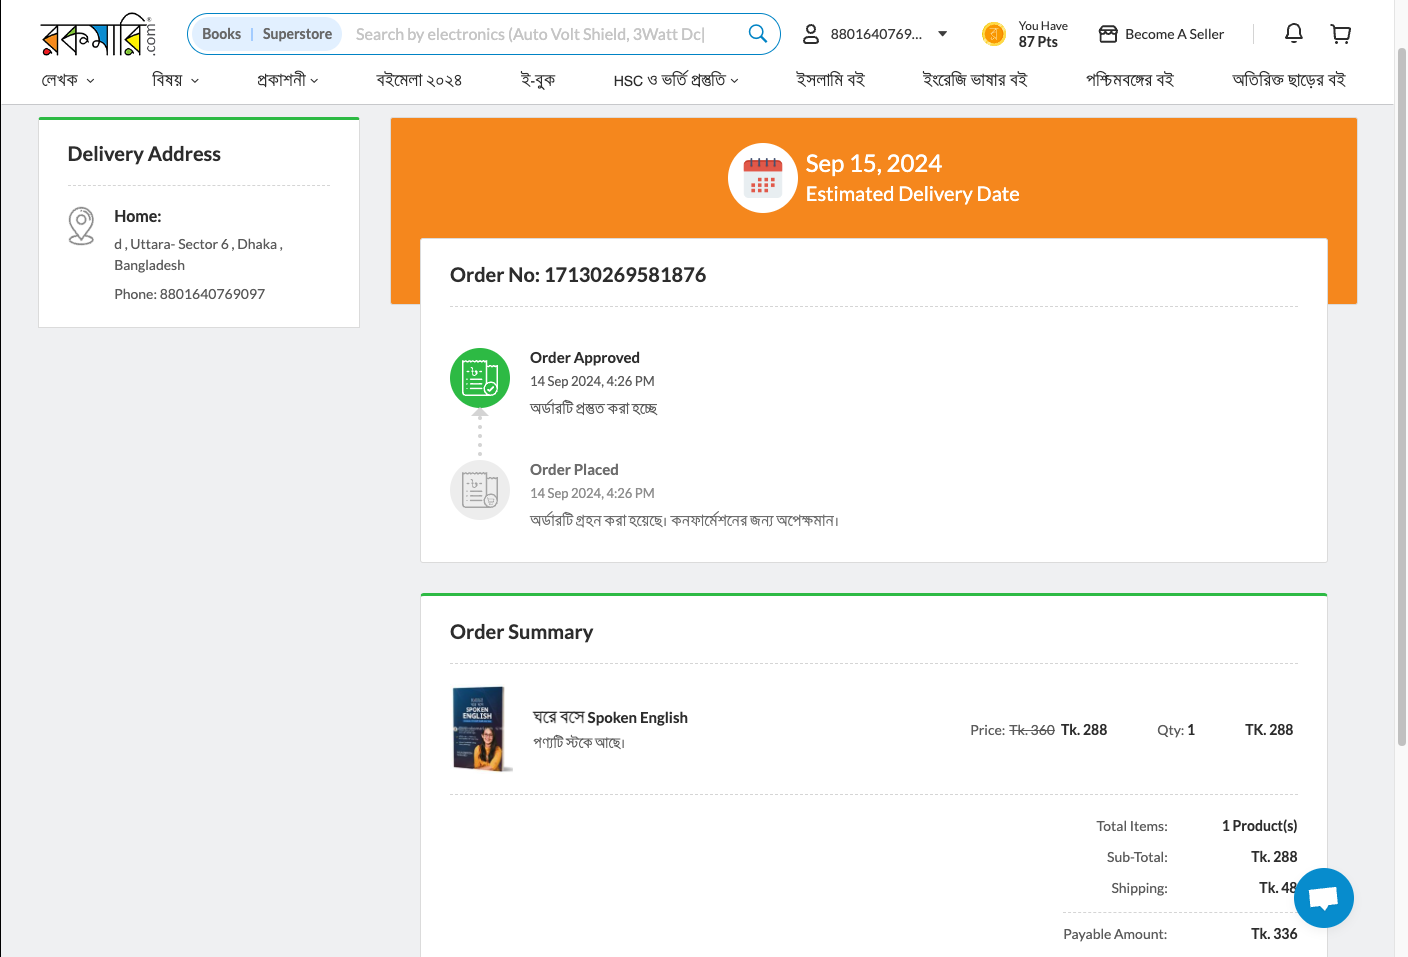 রকমারি.com
Books | Superstore
Search by electronics (Auto Volt Shield, 3Watt Dc|
8801640769...
You Have
87 Pts
Become A Seller
লেখক
বিষয়
প্রকাশনী
বইমেলা ২০২৪
ই-বুক
HSC ও ভর্তি প্রস্তুতি
ইসলামি বই
ইংরেজি ভাষার বই
পশ্চিমবঙ্গের বই
অতিরিক্ত ছাড়ের বই
Delivery Address
Home:
d , Uttara- Sector 6 , Dhaka ,
Bangladesh
Phone: 8801640769097
Sep 15, 2024
Estimated Delivery Date
Order No: 17130269581876
Order Approved
14 Sep 2024, 4:26 PM
অর্ডারটি প্রস্তুত করা হচ্ছে
Order Placed
14 Sep 2024, 4:26 PM
অর্ডারটি গ্রহন করা হয়েছে। কনফার্মেশনের জন্য অপেক্ষমান।
Order Summary
SPOKEN
ENGLISH
ঘরে বসে Spoken English
পণ্যটি স্টকে আছে।
Price: Tk. 360 Tk. 288
Qty: 1
TK. 288
Total Items: 1 Product(s)
Sub-Total: Tk. 288
Shipping: Tk. 48
Payable Amount: Tk. 336